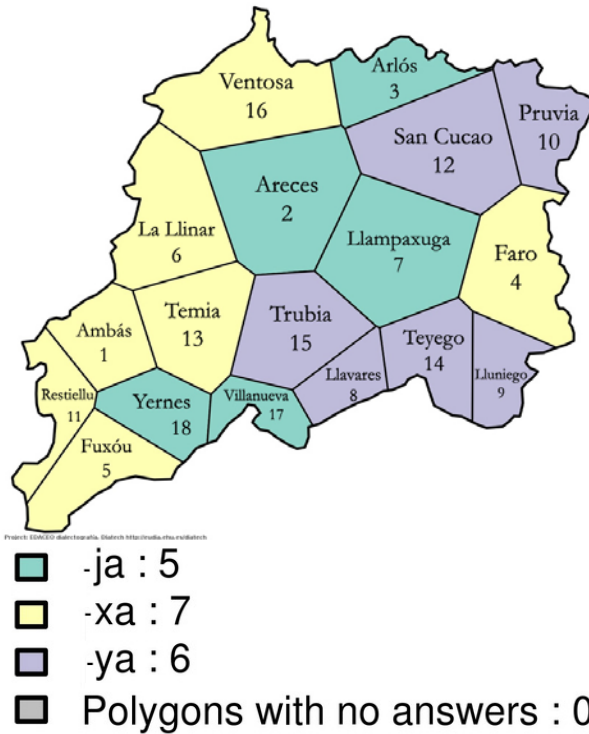 Ventosa
16
Arlós
3
Pruvia
10
San Cucao
12
Areces
2
La Llinar
6
Llampaxuga
7
Faro
4
Ambás
1
Temia
13
Trubia
15
Teyego
14
Llavares
8
Lluniego
9
Restiellu
11
Yernes
18
Villanueva
17
Fuxóu
5
-ja : 5
-xa : 7
-ya : 6
Polygons with no answers : 0